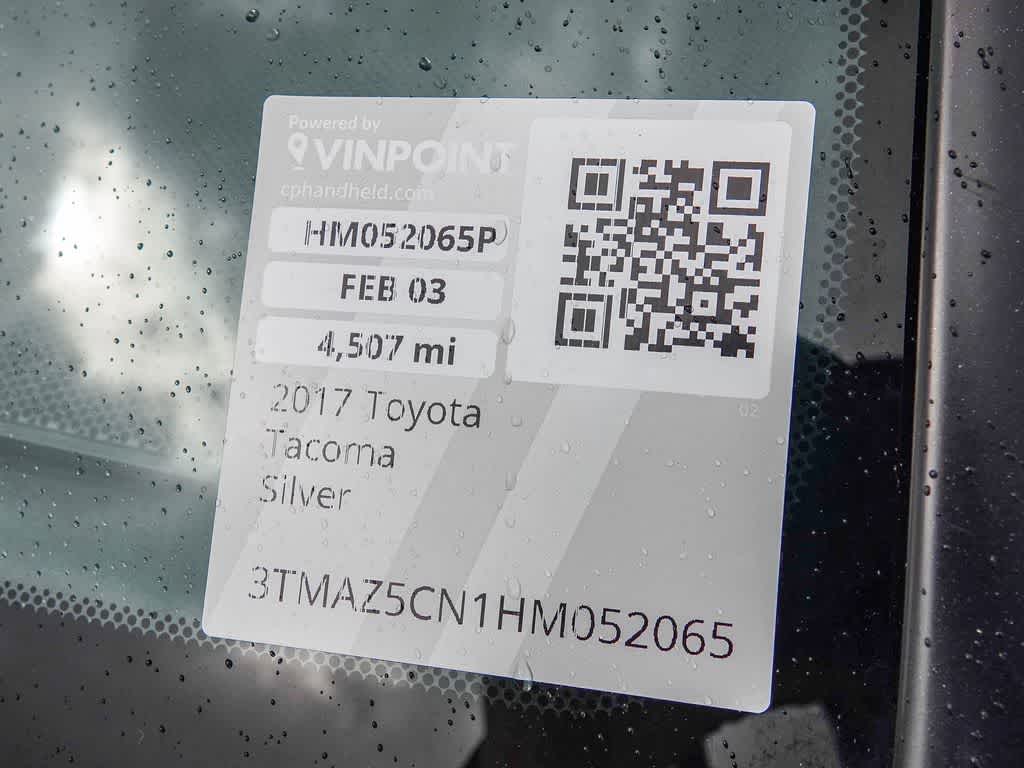 Powered by
VINPOINT
cphandheld.com
HM052065P
FEB 03
4,507 mi
2017 Toyota
Tacoma
Silver
02
3TMAZ5CN1HM052065